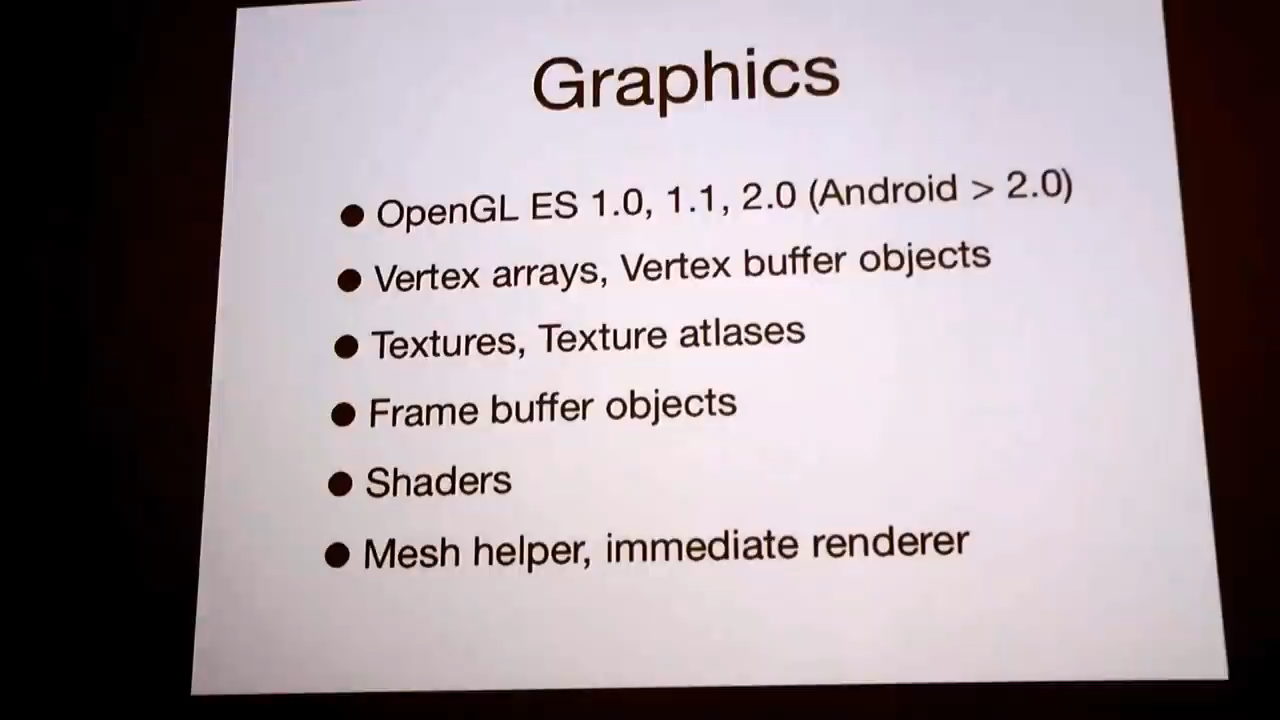 Graphics
● OpenGL ES 1.0, 1.1, 2.0 (Android > 2.0)
● Vertex arrays, Vertex buffer objects
● Textures, Texture atlases
● Frame buffer objects
● Shaders
● Mesh helper, immediate renderer